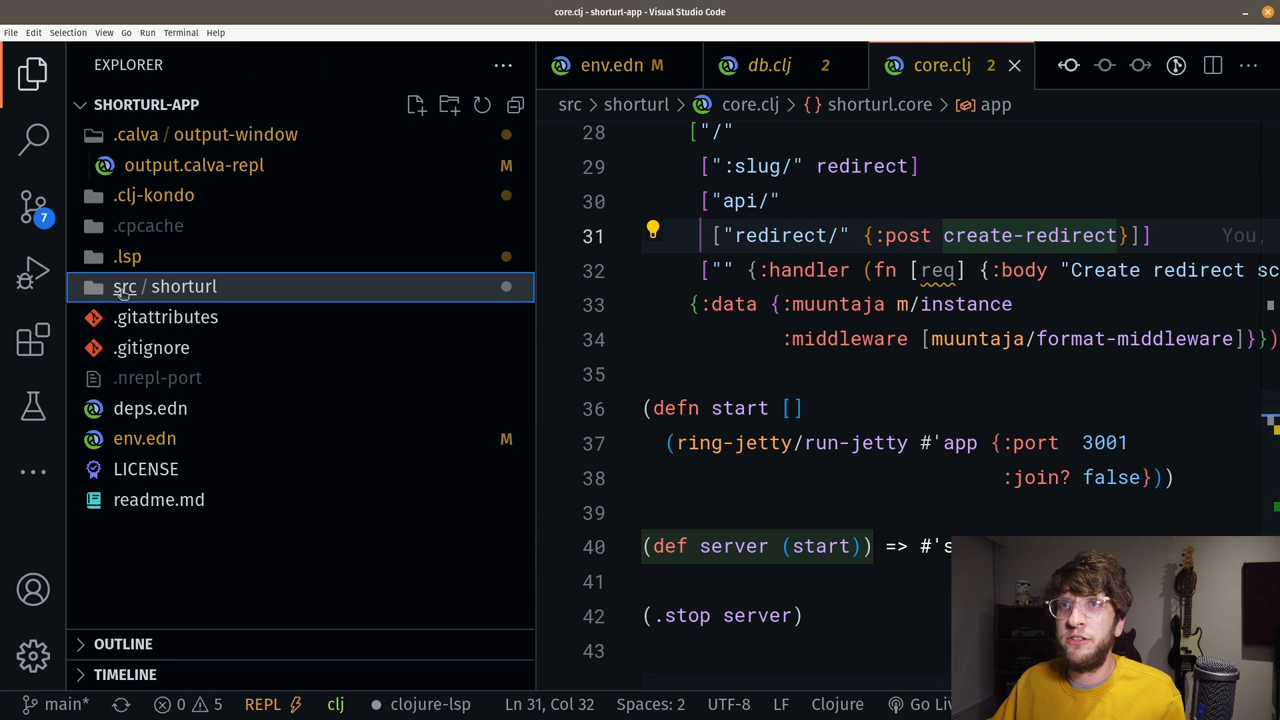 core.clj - shorturl-app - Visual Studio Code
File Edit Selection View Go Run Terminal Help
EXPLORER
SHORTURL-APP
.calva / output-window
output.calva-repl M
.clj-kondo
.cpcache
.lsp
src / shorturl
.gitattributes
.gitignore
.nrepl-port
deps.edn
env.edn M
LICENSE
readme.md
OUTLINE
TIMELINE
7
env.edn M db.clj 2 core.clj 2
src > shorturl > core.clj > {} shorturl.core > app
28 ["/"
29 [":slug/" redirect]
30 ["api/"
31 ["redirect/" {:post create-redirect}]] You,
32 ["" {:handler (fn [req] {:body "Create redirect sc
33 {:data {:muuntaja m/instance
34 :middleware [muuntaja/format-middleware]}})
35
36 (defn start []
37 (ring-jetty/run-jetty #'app {:port 3001
38 :join? false}))
39
40 (def server (start)) => #'s
41
42 (.stop server)
43
main* 0 5 REPL clj clojure-lsp Ln 31, Col 32 Spaces: 2 UTF-8 LF Clojure Go Liv